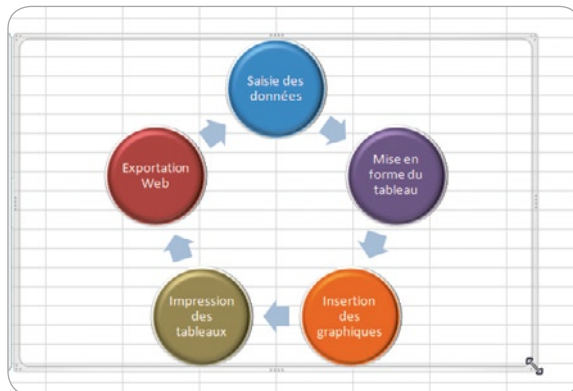 Saisie des
données
Mise en
forme du
tableau
Insertion
des
graphiques
Impression
des
tableaux
Exportation
Web